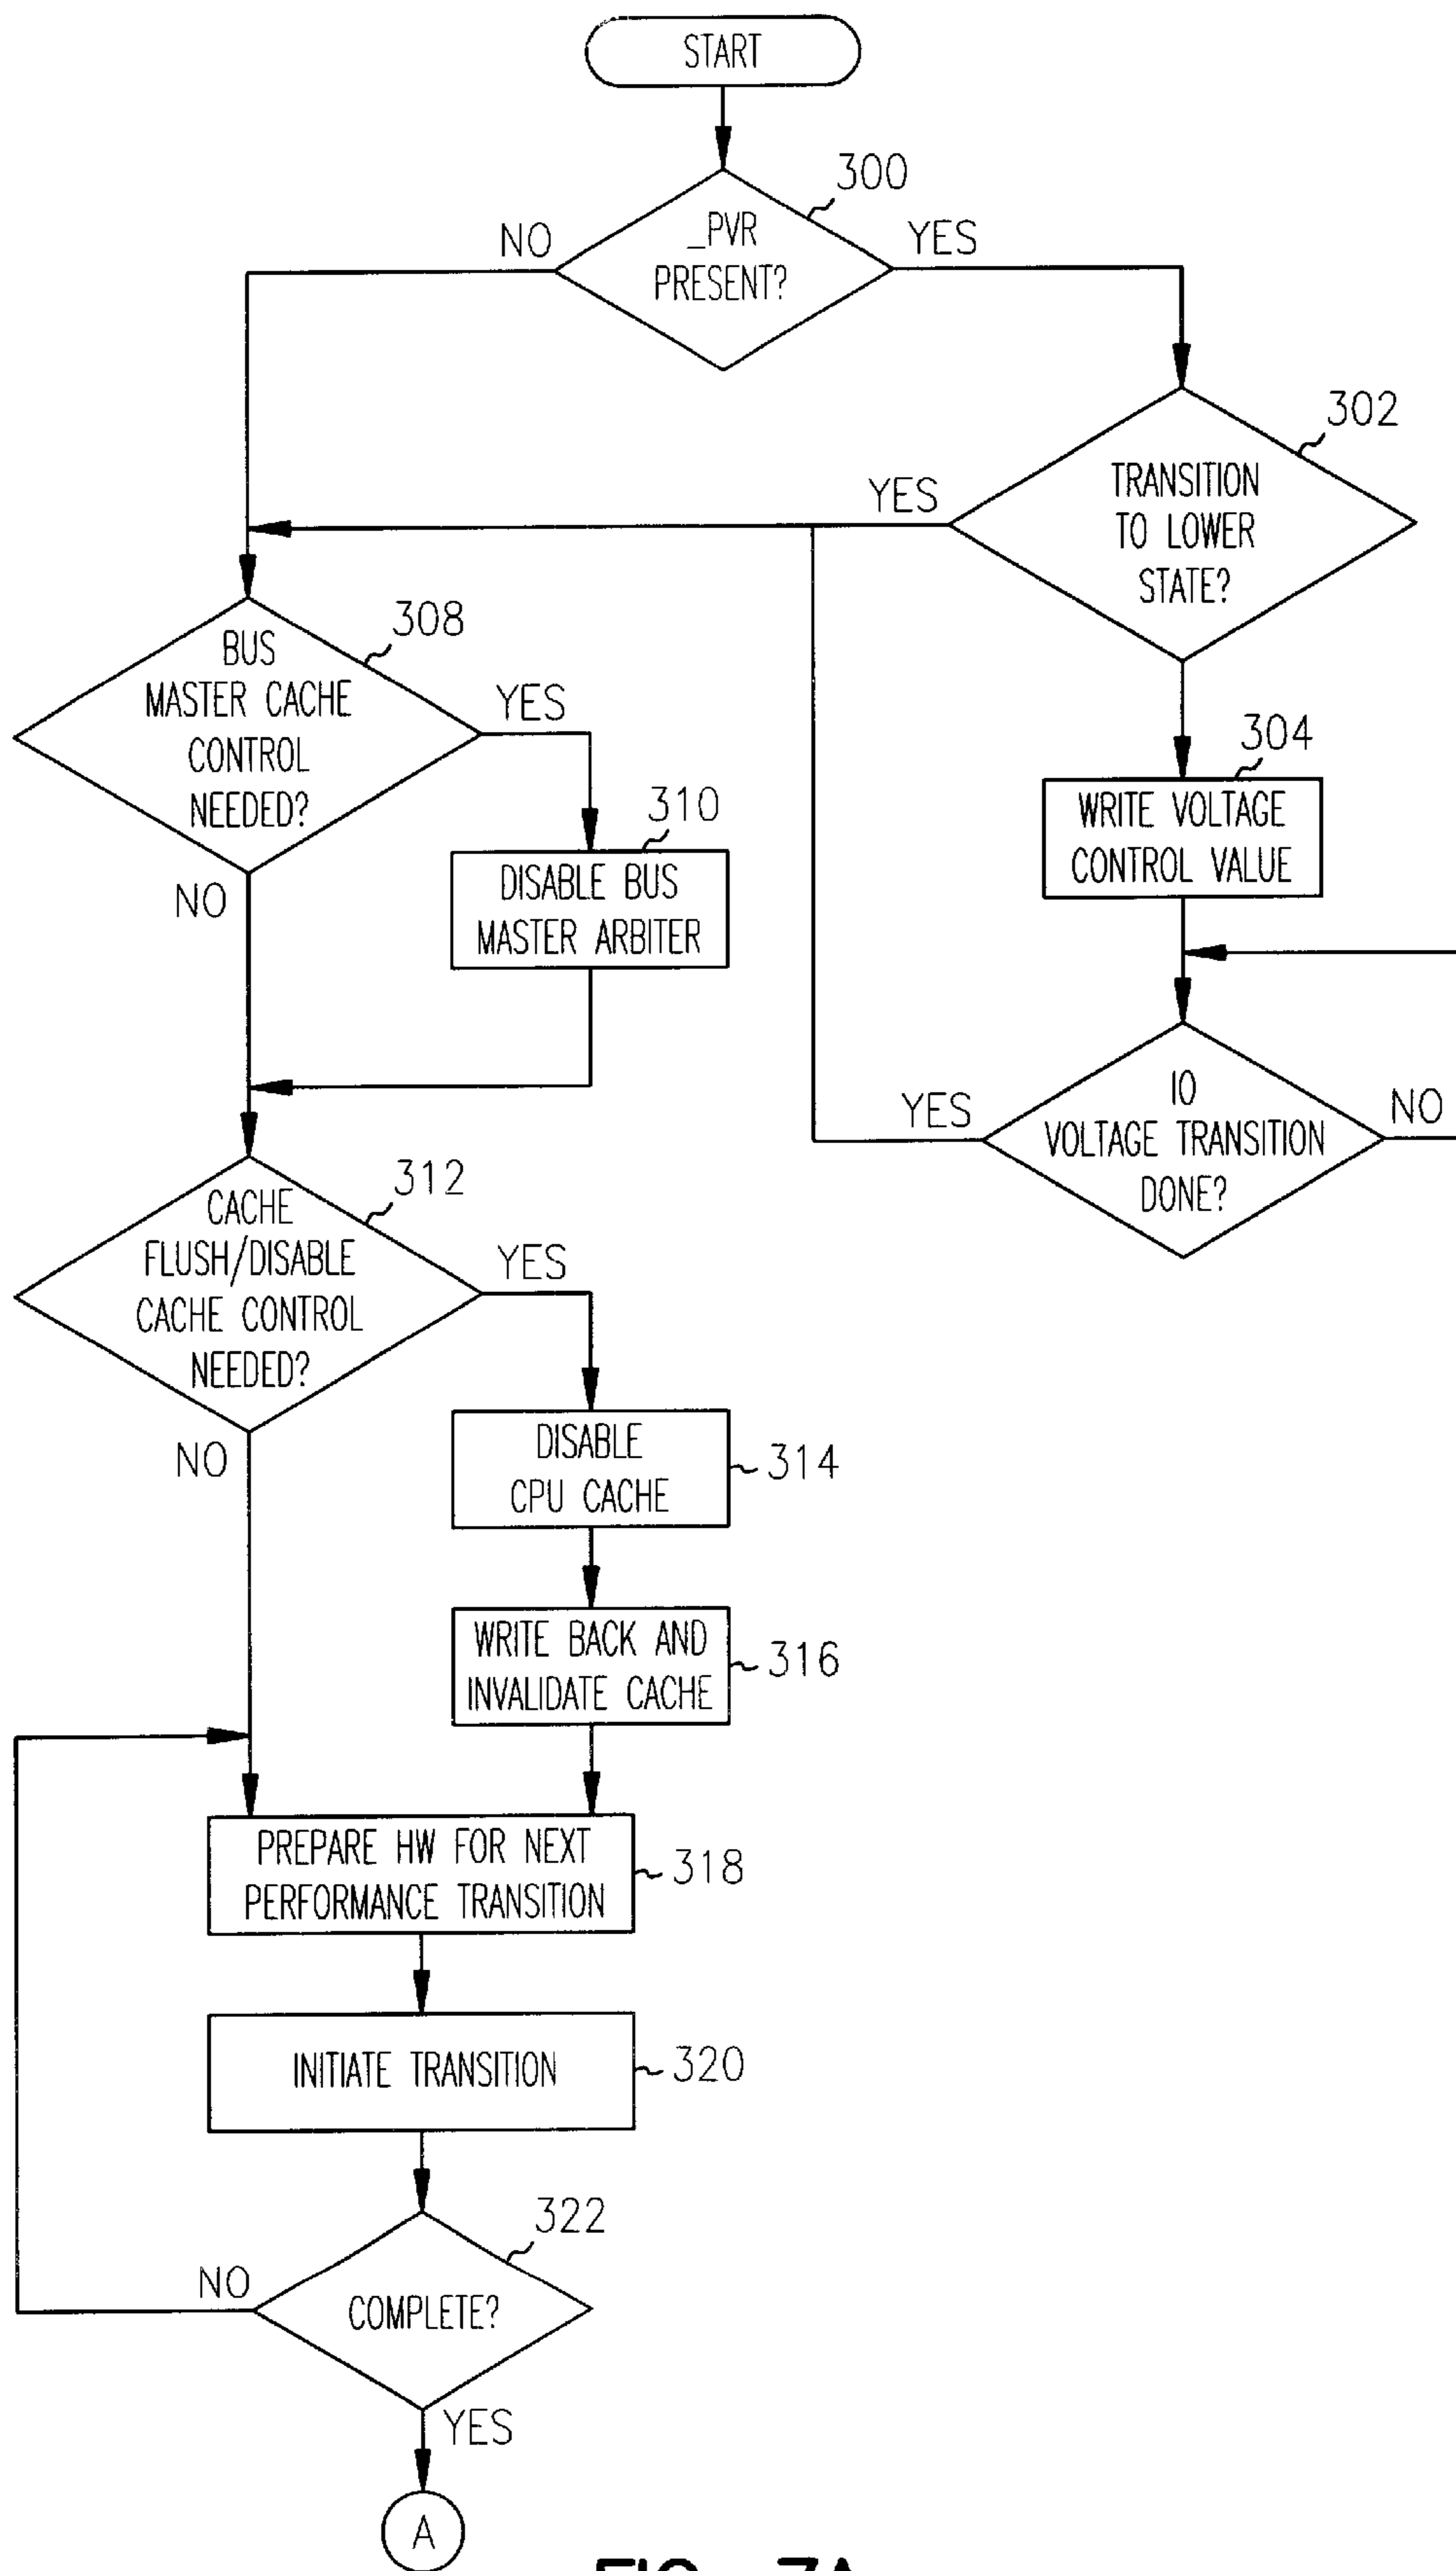 START
300
_PVR
PRESENT?
NO
YES
302
TRANSITION
TO LOWER
STATE?
YES
308
BUS
MASTER CACHE
CONTROL
NEEDED?
YES
NO
304
WRITE VOLTAGE
CONTROL VALUE
310
DISABLE BUS
MASTER ARBITER
IO
VOLTAGE TRANSITION
DONE?
YES
NO
312
CACHE
FLUSH/DISABLE
CACHE CONTROL
NEEDED?
YES
NO
DISABLE
CPU CACHE
314
WRITE BACK AND
INVALIDATE CACHE
316
PREPARE HW FOR NEXT
PERFORMANCE TRANSITION
318
INITIATE TRANSITION
320
322
COMPLETE?
NO
YES
A
FIG. 7A